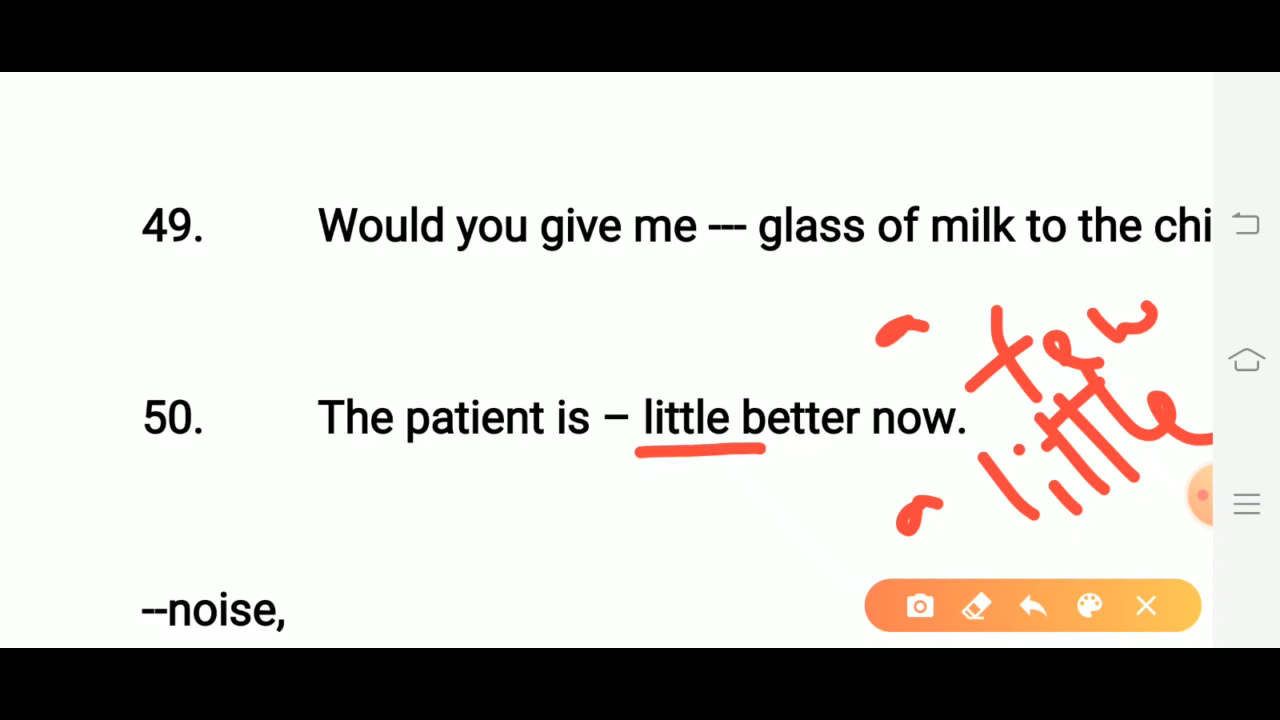 49. Would you give me --- glass of milk to the chi
a few
50. The patient is – little better now.
a little
--noise,